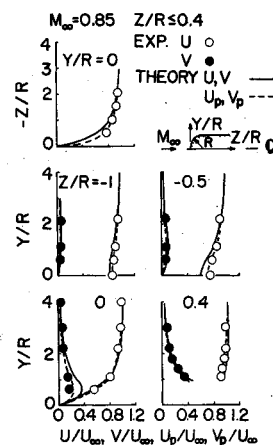 M∞=0.85 Z/R≤0.4
Y/R=0
EXP. U ○
V ●
THEORY U,V —
Up,Vp --
-Z/R
4
2
0
Y/R
M∞ R Z/R
Z/R=-1
-0.5
Y/R
4
2
0
0
0.4
Y/R
4
2
0
0 0.4 0.8 1.2 0 0.4 0.8 1.2
U/U∞, V/U∞, Up/U∞, Vp/U∞